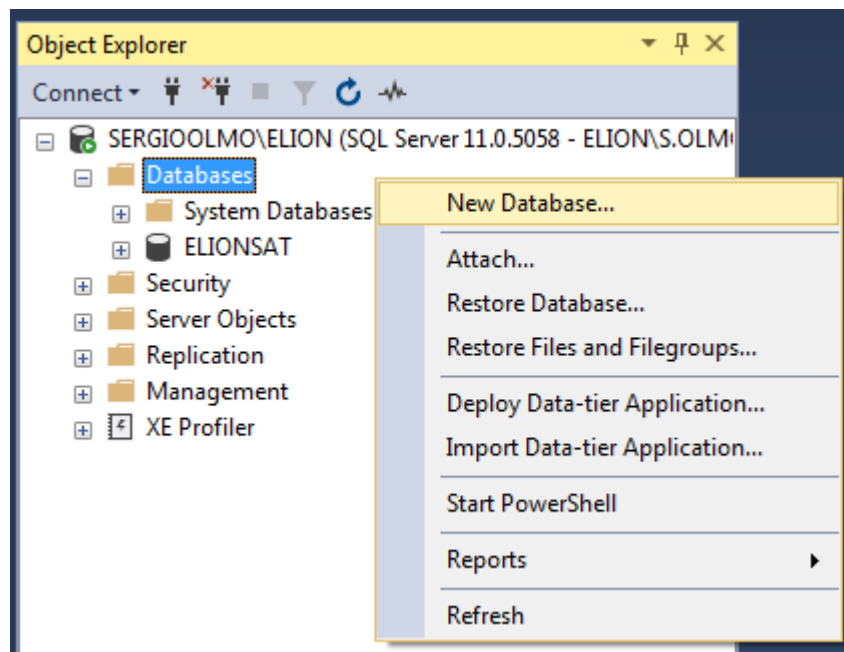 Object Explorer
Connect
SERGIOOLMO\ELION (SQL Server 11.0.5058 - ELION\S.OLM
Databases
System Databases
ELIONSAT
Security
Server Objects
Replication
Management
XE Profiler
New Database...
Attach...
Restore Database...
Restore Files and Filegroups...
Deploy Data-tier Application...
Import Data-tier Application...
Start PowerShell
Reports
Refresh